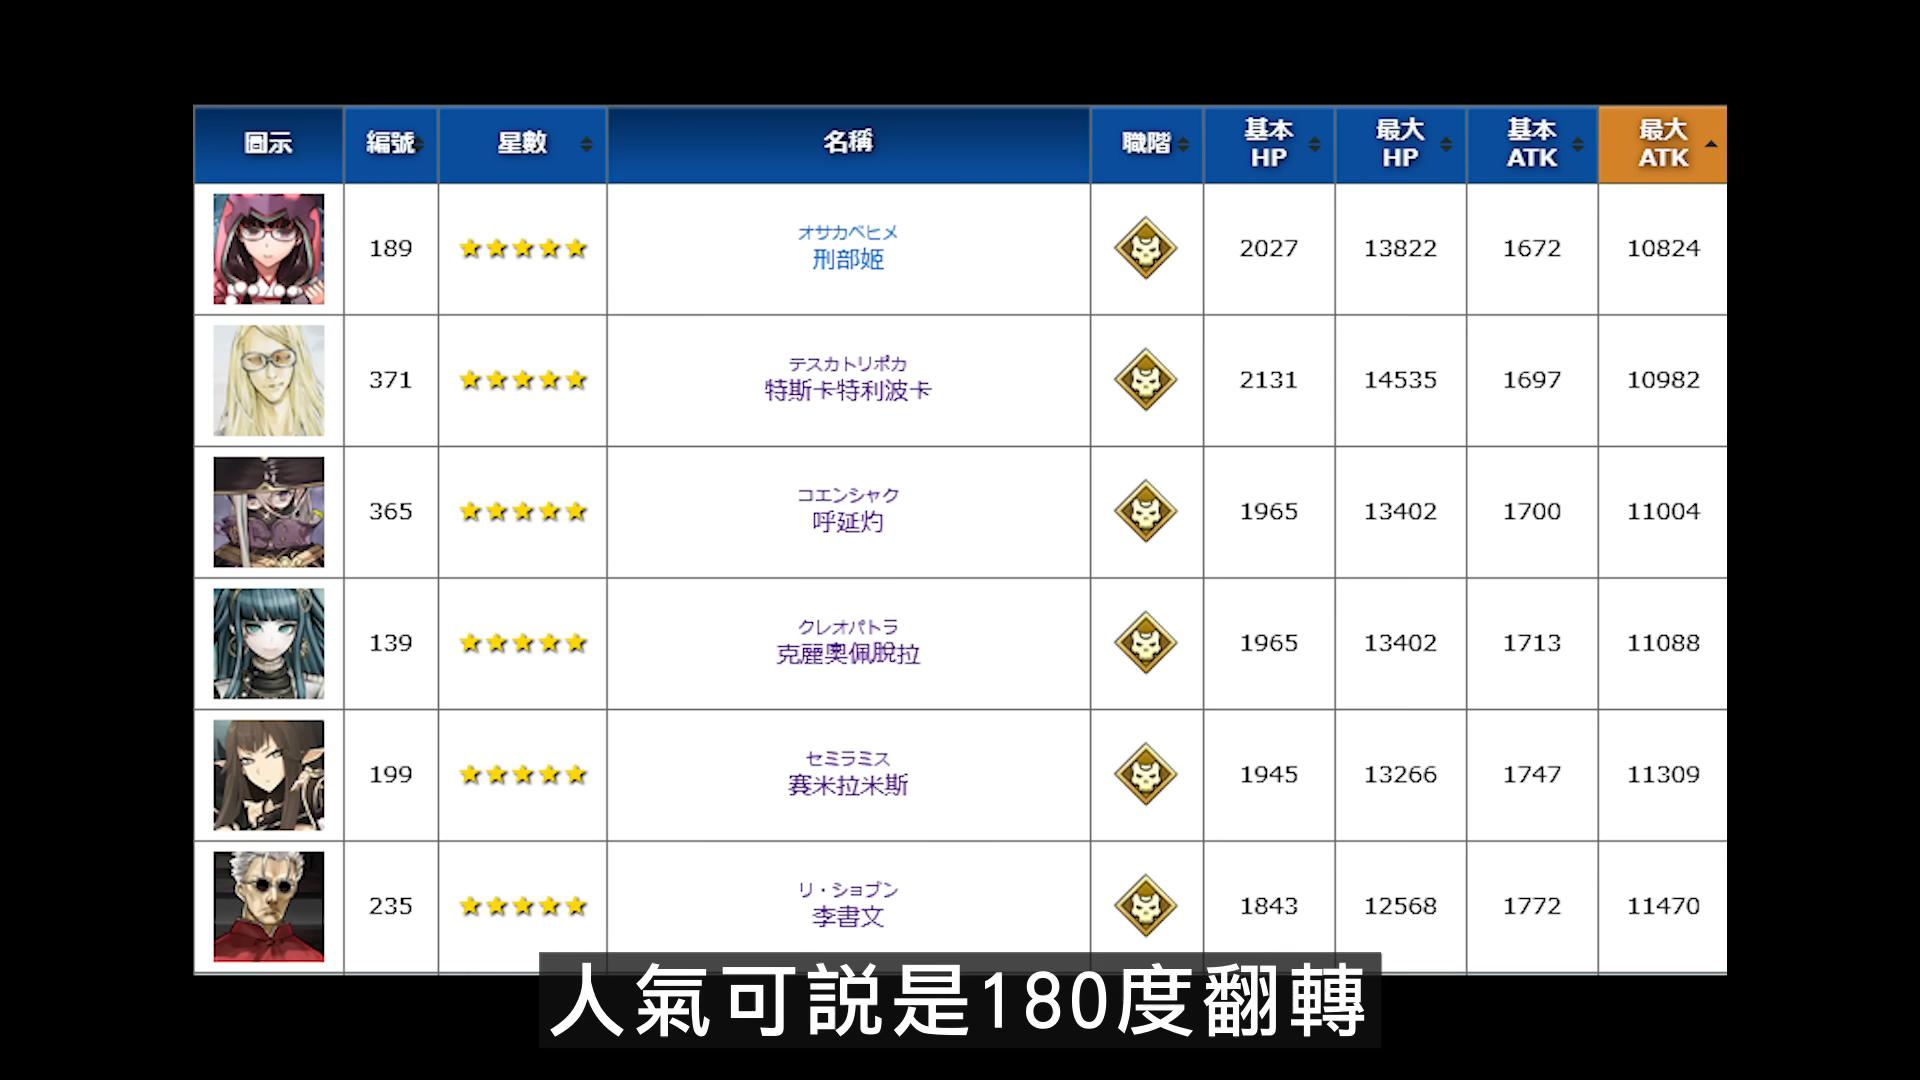 圖示 編號 星數 名稱 職階 基本 HP 最大 HP 基本 ATK 最大 ATK
189 オサカベヒメ 2027 13822 1672 10824
刑部姬
371 テスカトリポカ 2131 14535 1697 10982
特斯卡特利波卡
365 コエンシャク 1965 13402 1700 11004
呼延灼
139 クレオパトラ 1965 13402 1713 11088
克麗奧佩脫拉
199 セミラミス 1945 13266 1747 11309
賽米拉米斯
235 リ・ショブン 1843 12568 1772 11470
李書文
人氣可說是180度翻轉